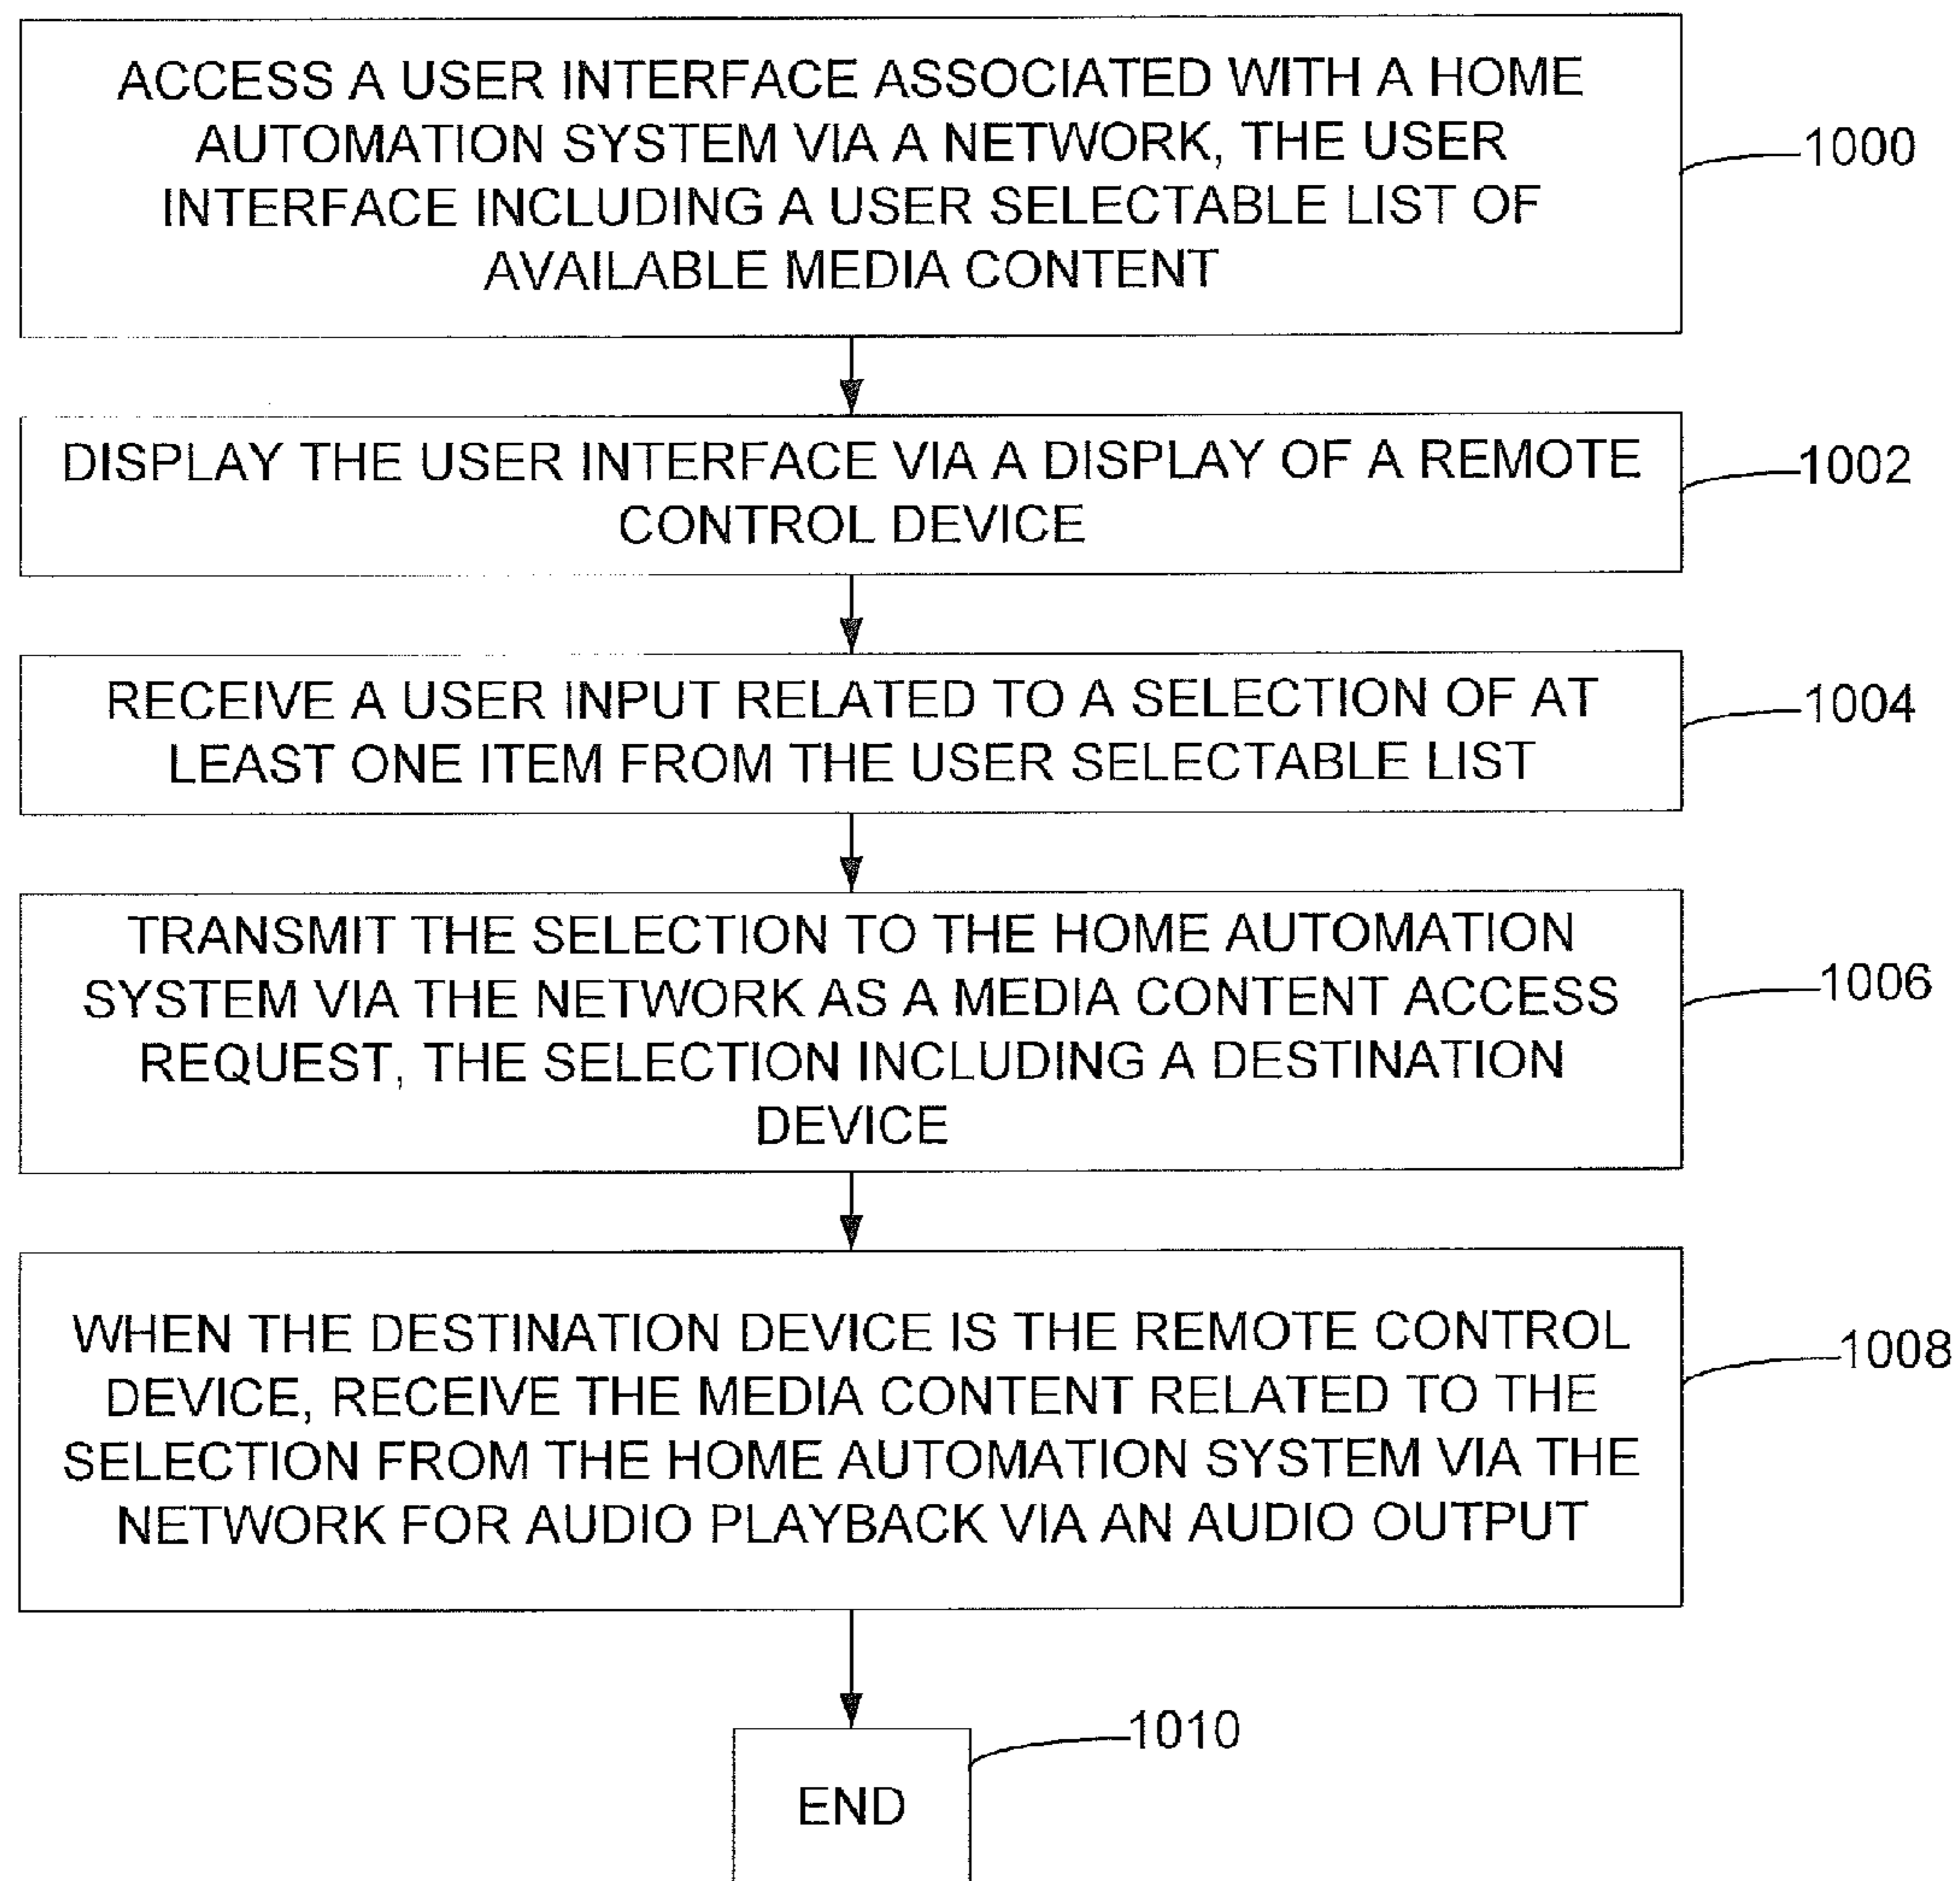 ACCESS A USER INTERFACE ASSOCIATED WITH A HOME
AUTOMATION SYSTEM VIA A NETWORK, THE USER
INTERFACE INCLUDING A USER SELECTABLE LIST OF
AVAILABLE MEDIA CONTENT
1000
DISPLAY THE USER INTERFACE VIA A DISPLAY OF A REMOTE
CONTROL DEVICE
1002
RECEIVE A USER INPUT RELATED TO A SELECTION OF AT
LEAST ONE ITEM FROM THE USER SELECTABLE LIST
1004
TRANSMIT THE SELECTION TO THE HOME AUTOMATION
SYSTEM VIA THE NETWORK AS A MEDIA CONTENT ACCESS
REQUEST, THE SELECTION INCLUDING A DESTINATION
DEVICE
1006
WHEN THE DESTINATION DEVICE IS THE REMOTE CONTROL
DEVICE, RECEIVE THE MEDIA CONTENT RELATED TO THE
SELECTION FROM THE HOME AUTOMATION SYSTEM VIA THE
NETWORK FOR AUDIO PLAYBACK VIA AN AUDIO OUTPUT
1008
END
1010